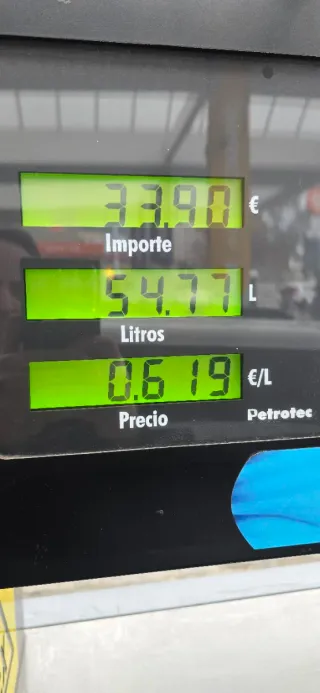 33.90 €
Importe
54.77 L
Litros
0.619 €/L
Precio Petrotec